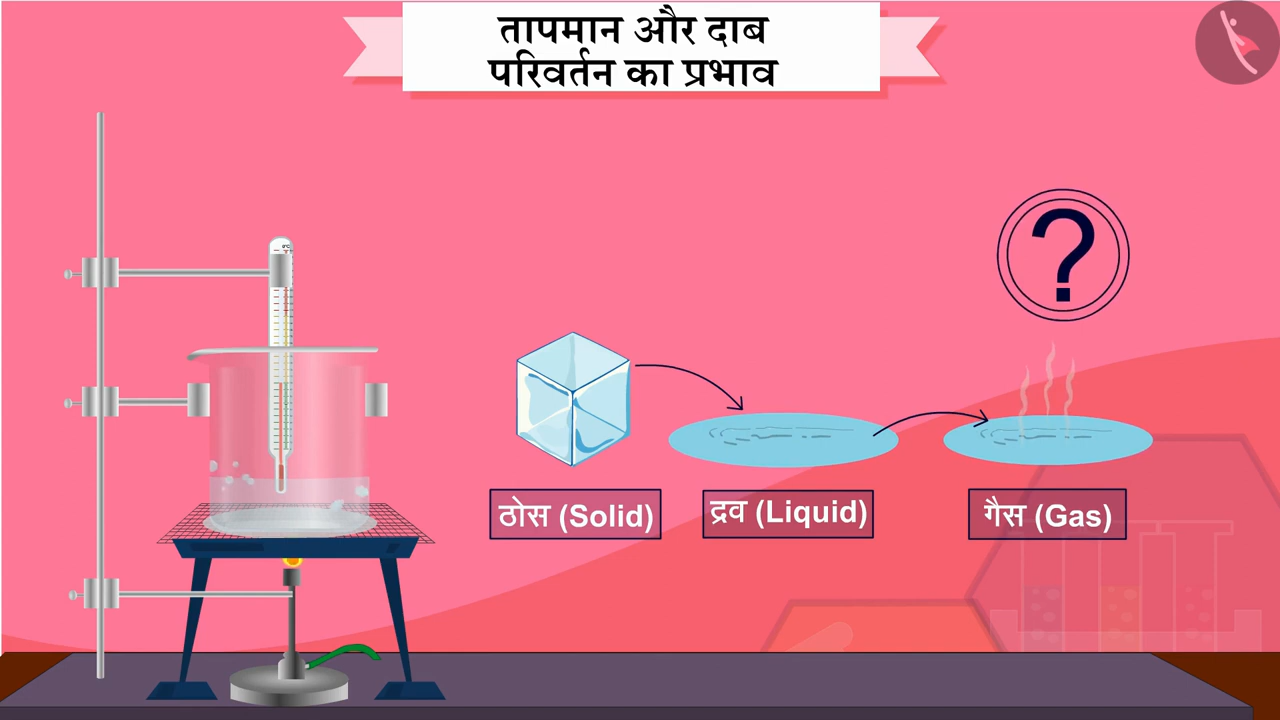 तापमान और दाब
परिवर्तन का प्रभाव
?
ठोस (Solid)
द्रव (Liquid)
गैस (Gas)